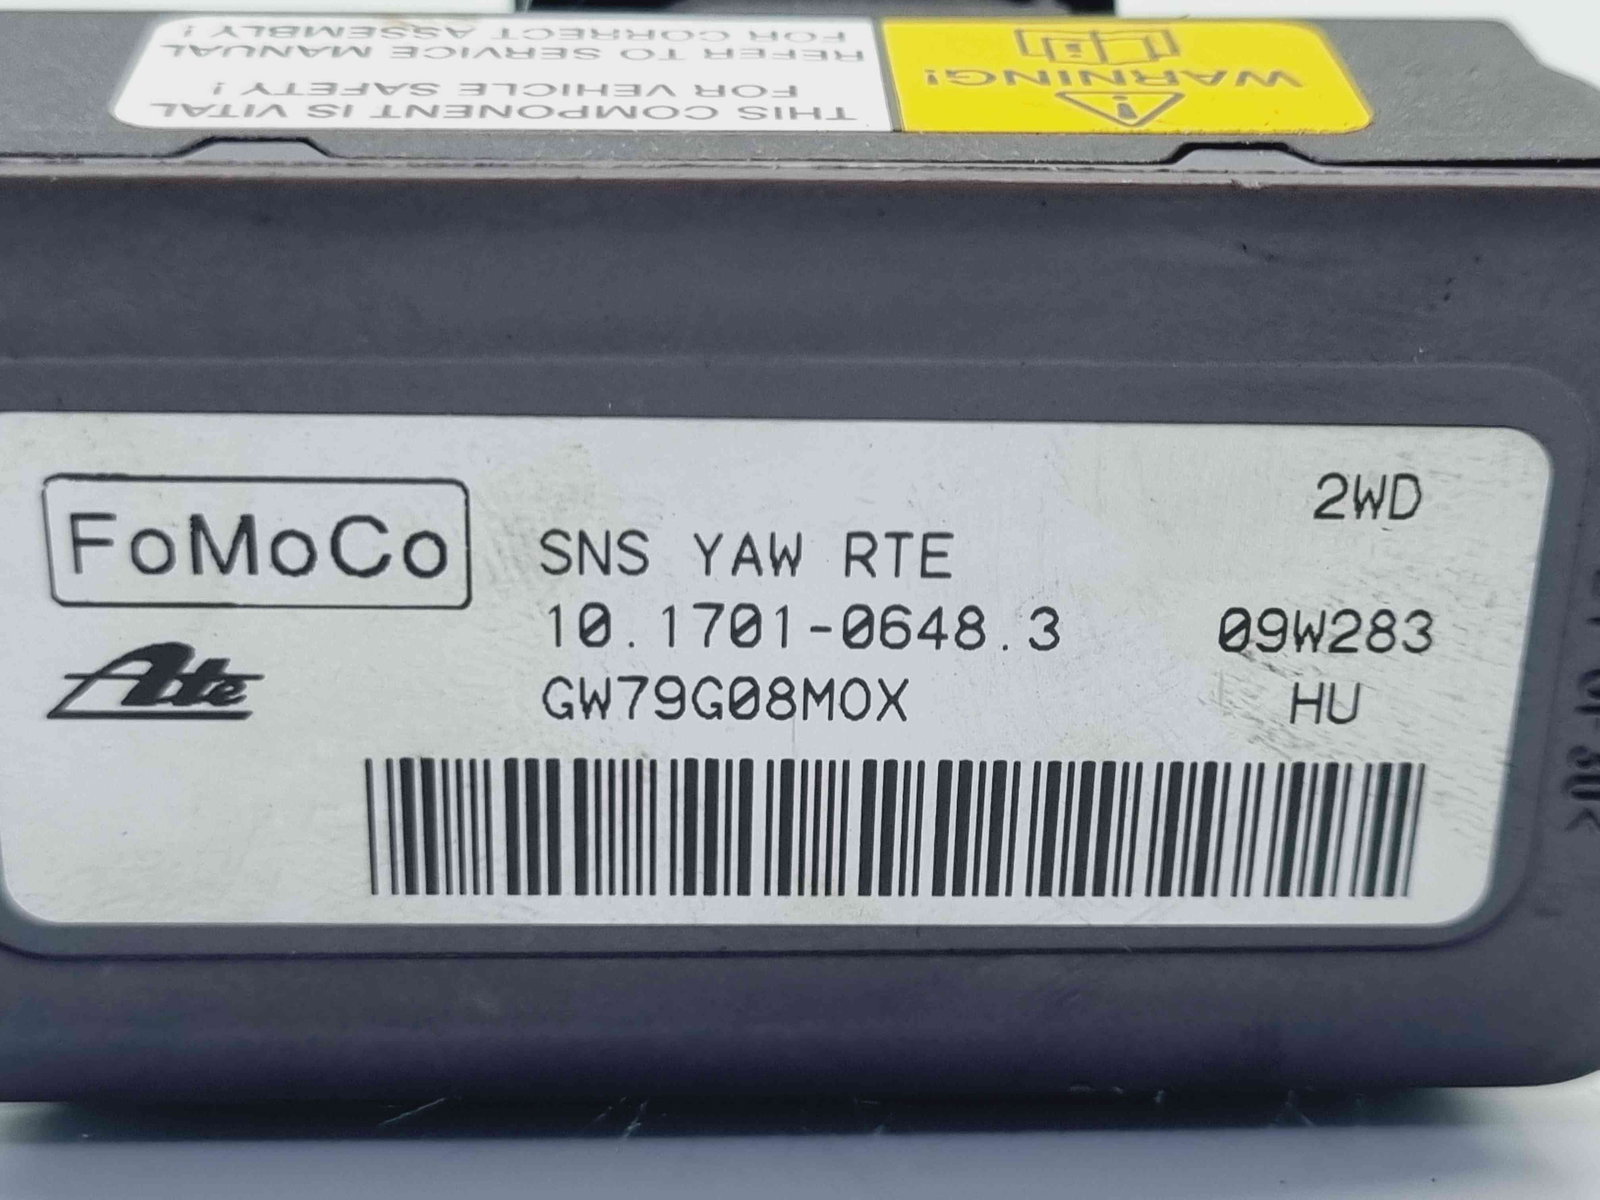 WARNING!
THIS COMPONENT IS VITAL
FOR VEHICLE SAFETY !
REFER TO SERVICE MANUAL
FOR CORRECT ASSEMBLY !
2WD
FoMoCo
SNS YAW RTE
10.1701-0648.3
09W283
Ate
GW79G08MOX
HU